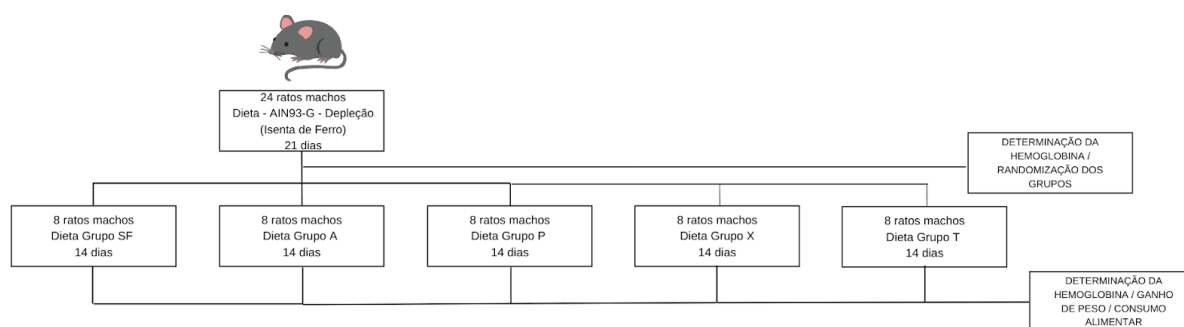 24 ratos machos
Dieta - AIN93-G - Depleção
(Isenta de Ferro)
21 dias
DETERMINAÇÃO DA
HEMOGLOBINA /
RANDOMIZAÇÃO DOS
GRUPOS
8 ratos machos
Dieta Grupo SF
14 dias
8 ratos machos
Dieta Grupo A
14 dias
8 ratos machos
Dieta Grupo P
14 dias
8 ratos machos
Dieta Grupo X
14 dias
8 ratos machos
Dieta Grupo T
14 dias
DETERMINAÇÃO DA
HEMOGLOBINA / GANHO
DE PESO / CONSUMO
ALIMENTAR